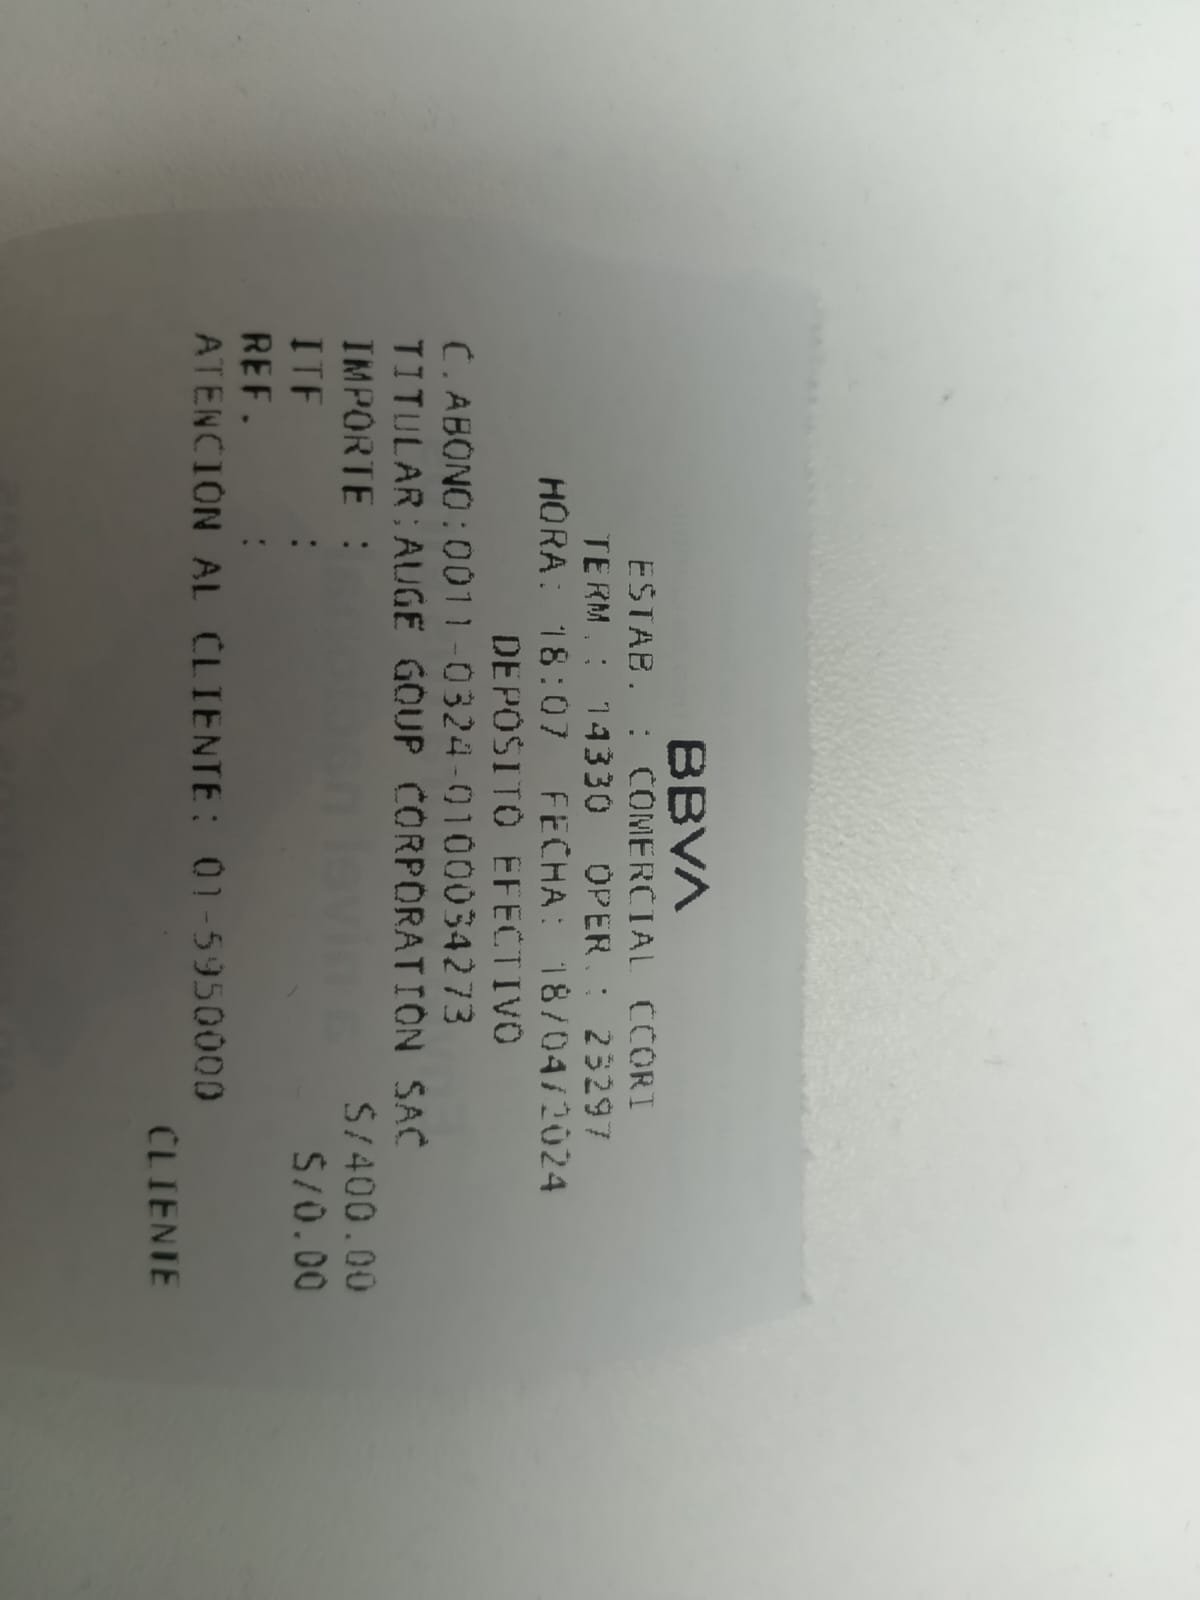 BBVA
ESTAB. : COMERCIAL CCORI
TERM.: 14330 OPER.: 23297
HORA: 18:07 FECHA: 18/04/2024
DEPOSITO EFECTIVO
C.ABONO:0011-0324-0100034273
TITULAR:AUGE GOUP CORPORATION SAC
IMPORTE : S/400.00
ITF : S/0.00
REF. :
ATENCION AL CLIENTE: 01-5950000
CLIENTE